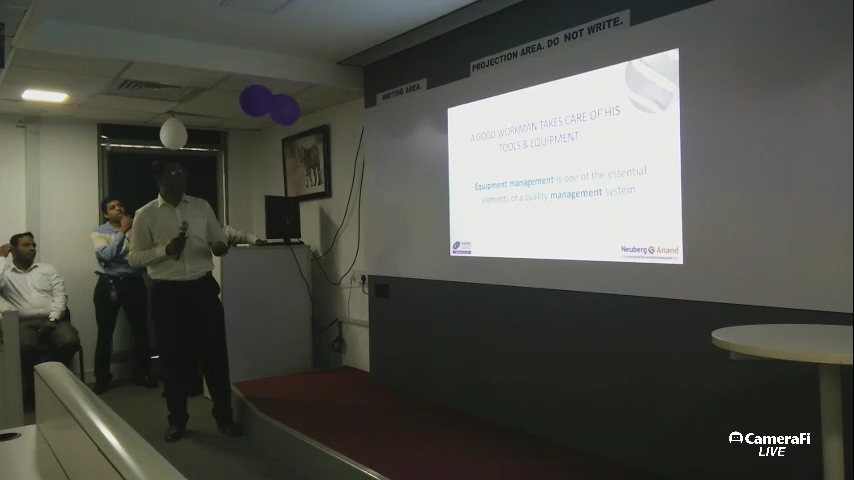 PROJECTION AREA. DO NOT WRITE.
WRITING AREA.
A GOOD WORKMAN TAKES CARE OF HIS
TOOLS & EQUIPMENT
Equipment management is one of the essential
elements of a quality management system
Neuberg Anand
CameraFi
LIVE